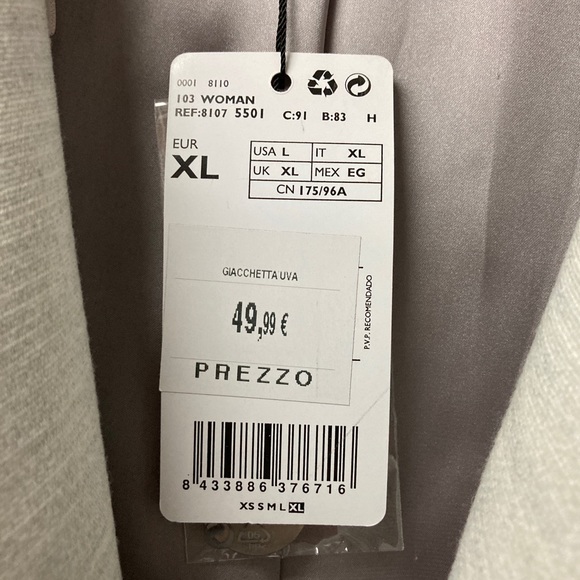 0001 8110
103 WOMAN
REF:8107 5501 C:91 B:83 H
EUR
XL
USA L IT XL
UK XL MEX EG
CN 175/96A
GIACCHETTA UVA
49,99 €
PREZZO
P.V.P. RECOMENDADO
8 433886 376716
XS S M L XL